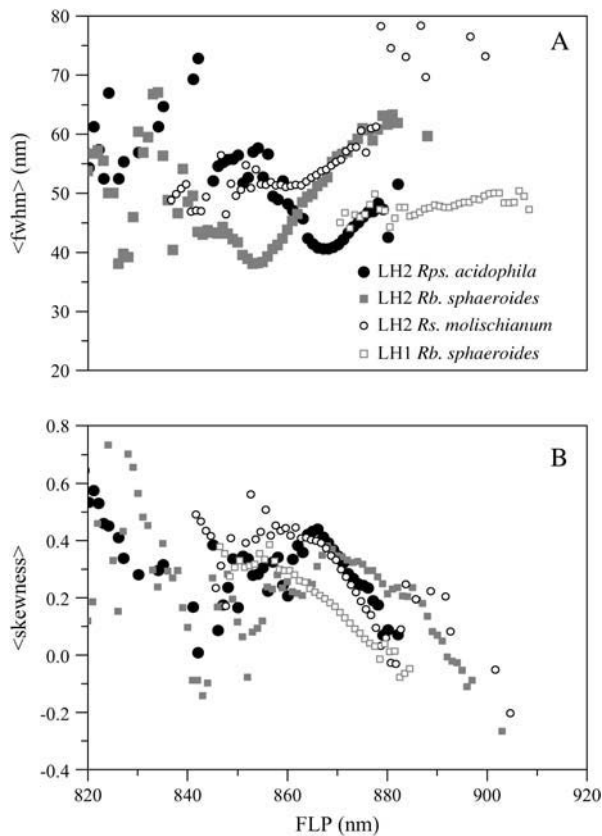 A
80
70
60
50
40
30
20
<fwhm> (nm)
LH2 Rps. acidophila
LH2 Rb. sphaeroides
LH2 Rs. molischianum
LH1 Rb. sphaeroides
B
0.8
0.6
0.4
0.2
0.0
-0.2
-0.4
<skewness>
820 840 860 880 900 920
FLP (nm)